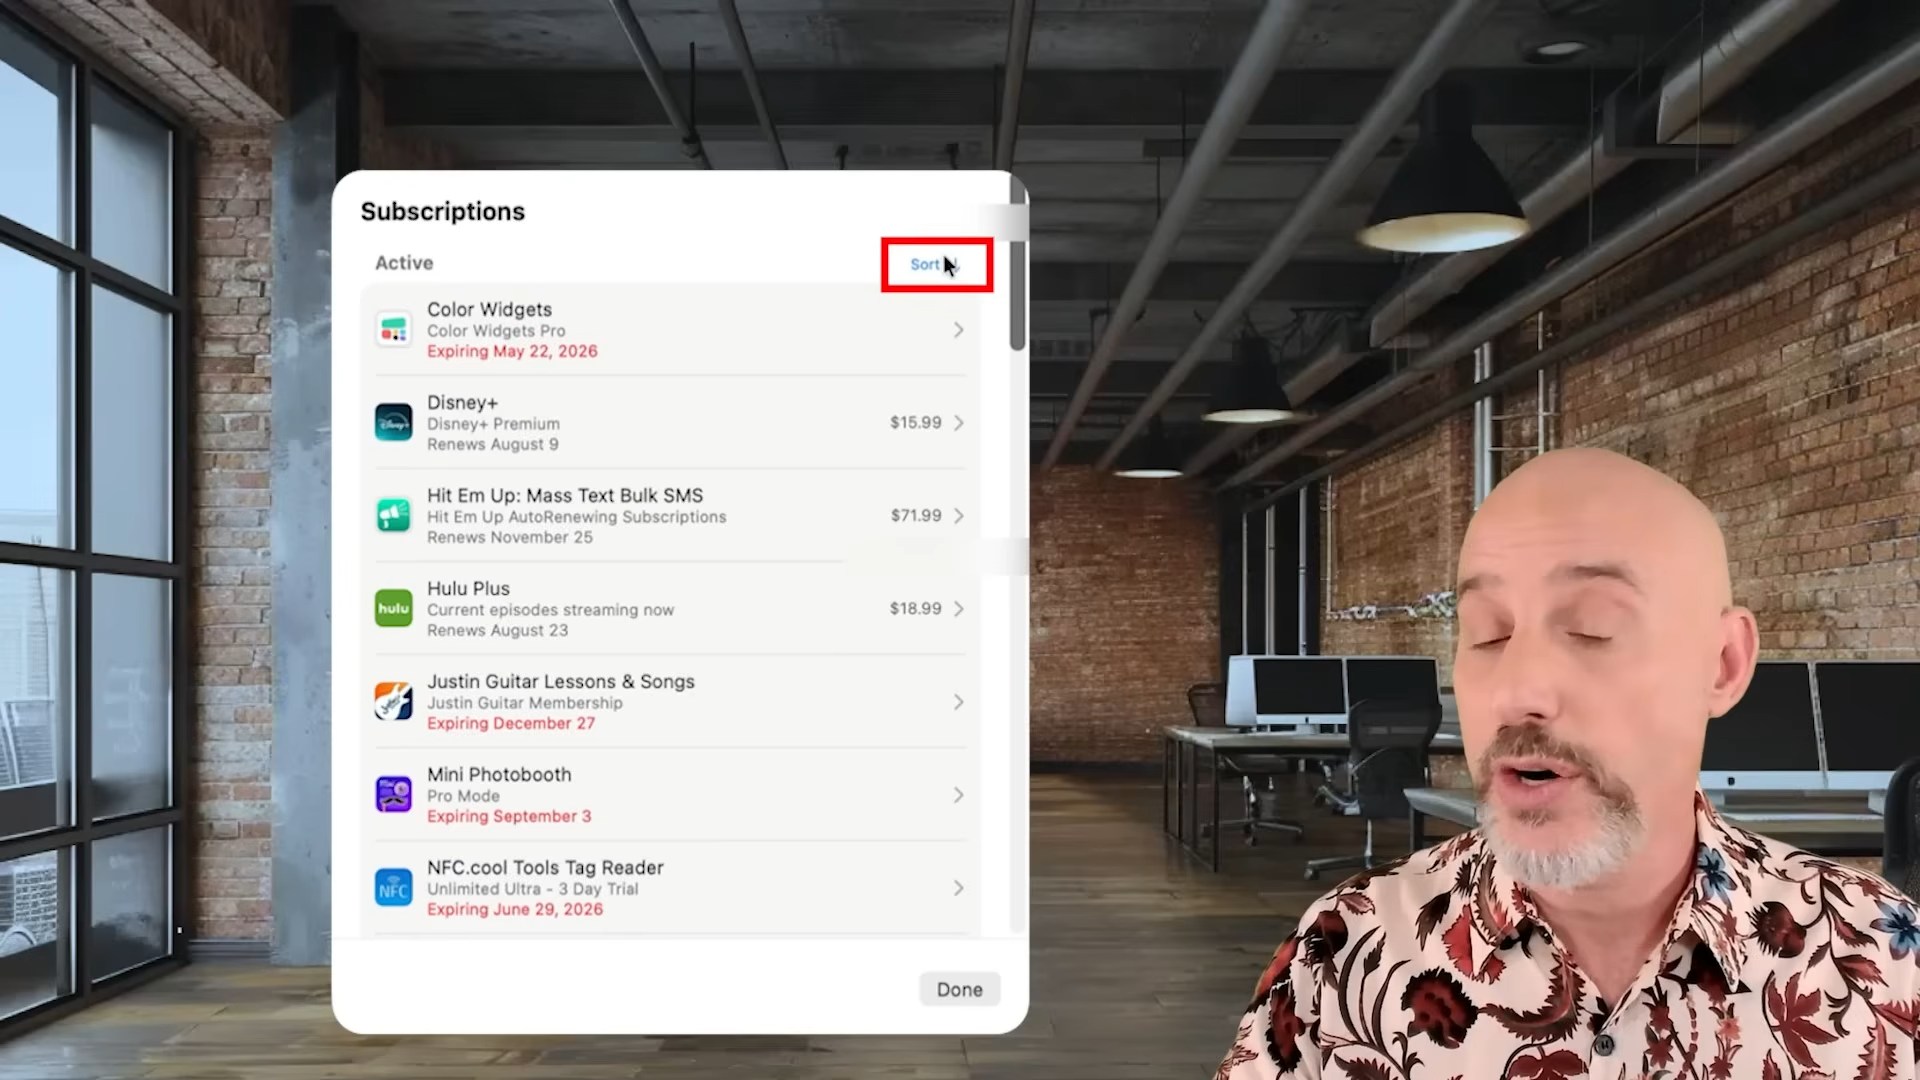 Subscriptions
Active
Sort
Color Widgets
Color Widgets Pro
Expiring May 22, 2026
Disney+
Disney+ Premium
Renews August 9
$15.99
Hit Em Up: Mass Text Bulk SMS
Hit Em Up AutoRenewing Subscriptions
Renews November 25
$71.99
hulu
Hulu Plus
Current episodes streaming now
Renews August 23
$18.99
Justin Guitar Lessons & Songs
Justin Guitar Membership
Expiring December 27
Mini Photobooth
Pro Mode
Expiring September 3
NFC
NFC.cool Tools Tag Reader
Unlimited Ultra - 3 Day Trial
Expiring June 29, 2026
Done